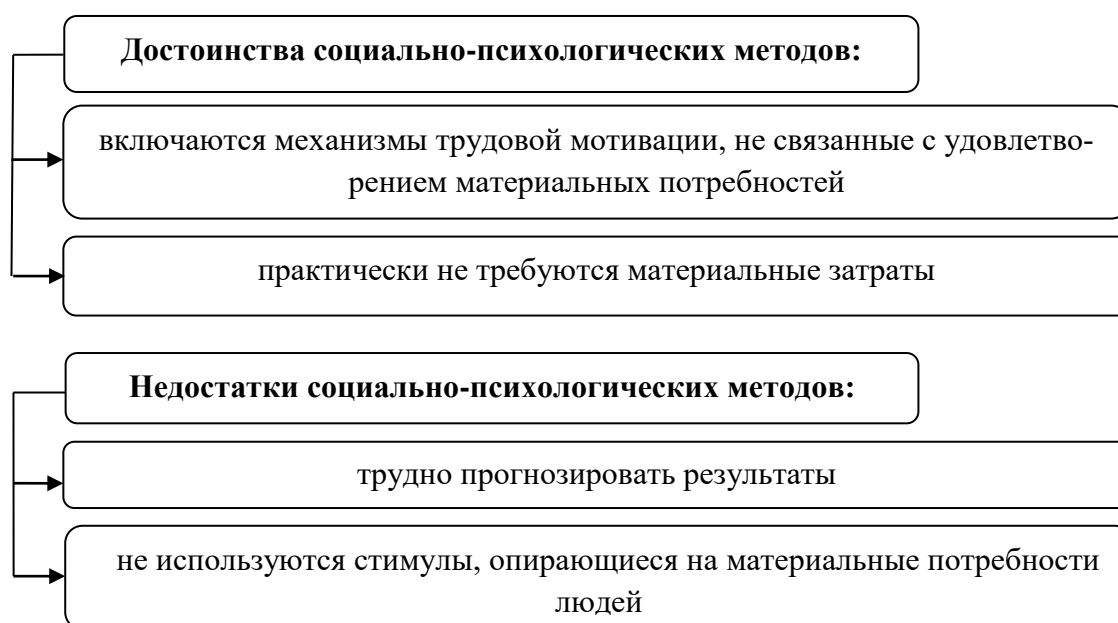 Достоинства социально-психологических методов:
включаются механизмы трудовой мотивации, не связанные с удовлетво-
рением материальных потребностей
практически не требуются материальные затраты
Недостатки социально-психологических методов:
трудно прогнозировать результаты
не используются стимулы, опирающиеся на материальные потребности
людей